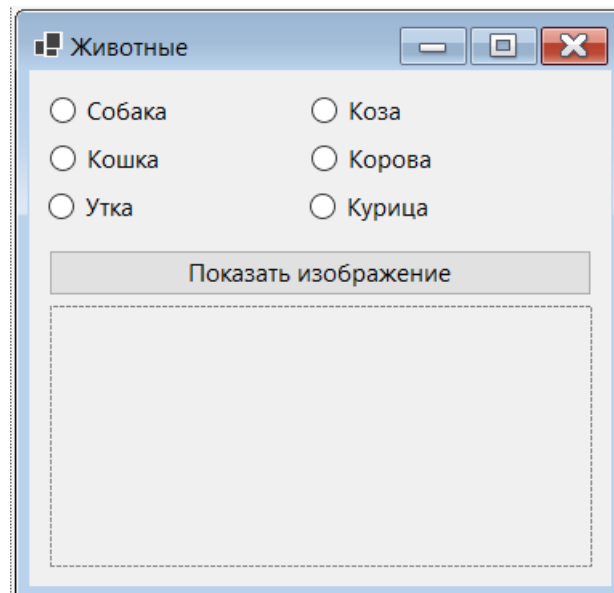 Животные
Собака Коза
Кошка Корова
Утка Курица
Показать изображение